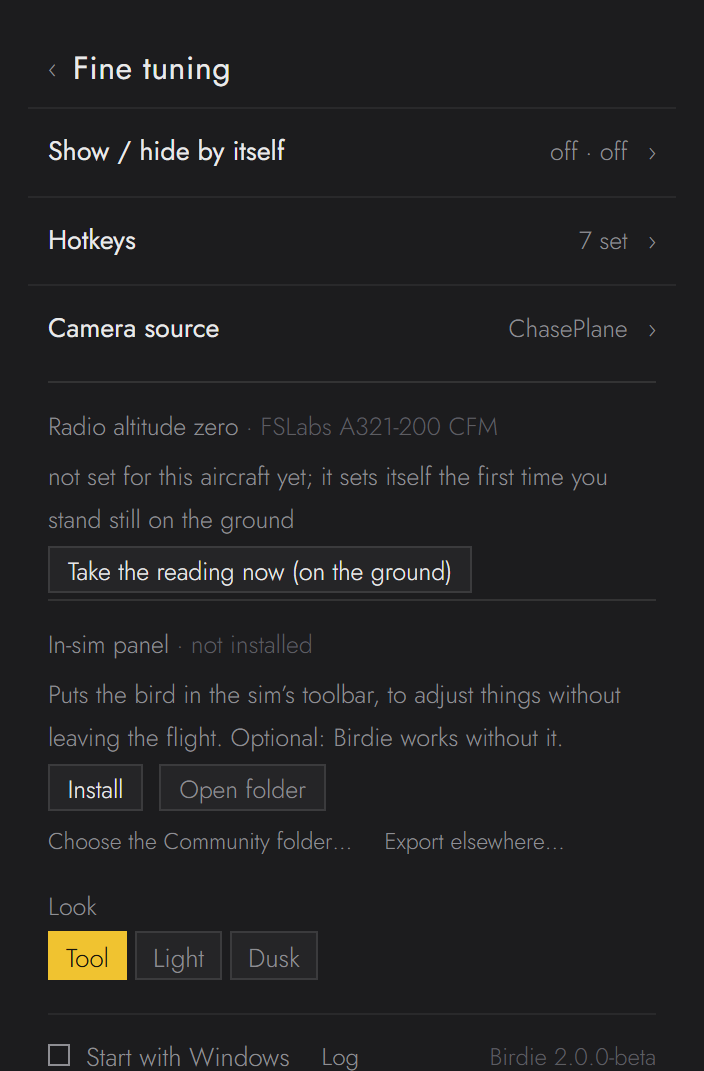 ‹ Fine tuning
Show / hide by itself off · off ›
Hotkeys 7 set ›
Camera source ChasePlane ›
Radio altitude zero · FSLabs A321-200 CFM
not set for this aircraft yet; it sets itself the first time you
stand still on the ground
Take the reading now (on the ground)
In-sim panel · not installed
Puts the bird in the sim’s toolbar, to adjust things without
leaving the flight. Optional: Birdie works without it.
Install Open folder
Choose the Community folder... Export elsewhere...
Look
Tool Light Dusk
Start with Windows Log Birdie 2.0.0-beta